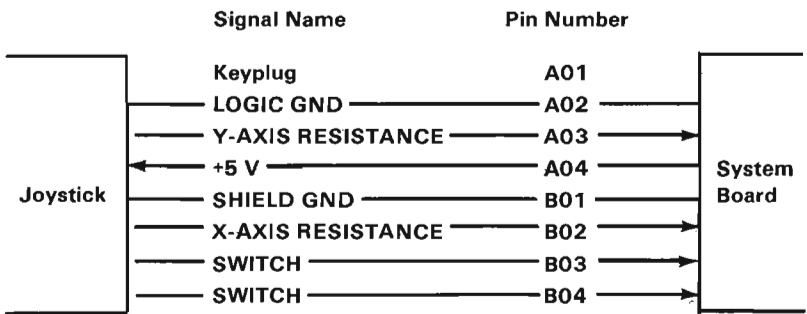 Signal Name Pin Number
Keyplug A01
LOGIC GND A02
Y-AXIS RESISTANCE A03
+5 V A04
Joystick System
SHIELD GND B01 Board
X-AXIS RESISTANCE B02
SWITCH B03
SWITCH B04